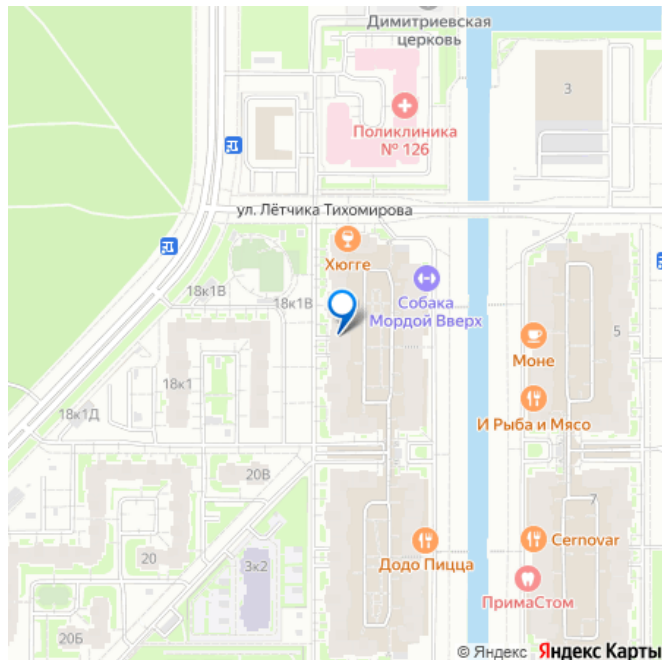 Димитриевская
церковь
3
Поликлиника
№ 126
ул. Лётчика Тихомирова
Хюгге
18к1В
18к1В
Собака
Мордой Вверх
Моне
5
18к1
И Рыба и Мясо
18к1Д
20В
7
Cernovar
20
3к2
Додо Пицца
ПримаСтом
20Б
© Яндекс Яндекс Карты